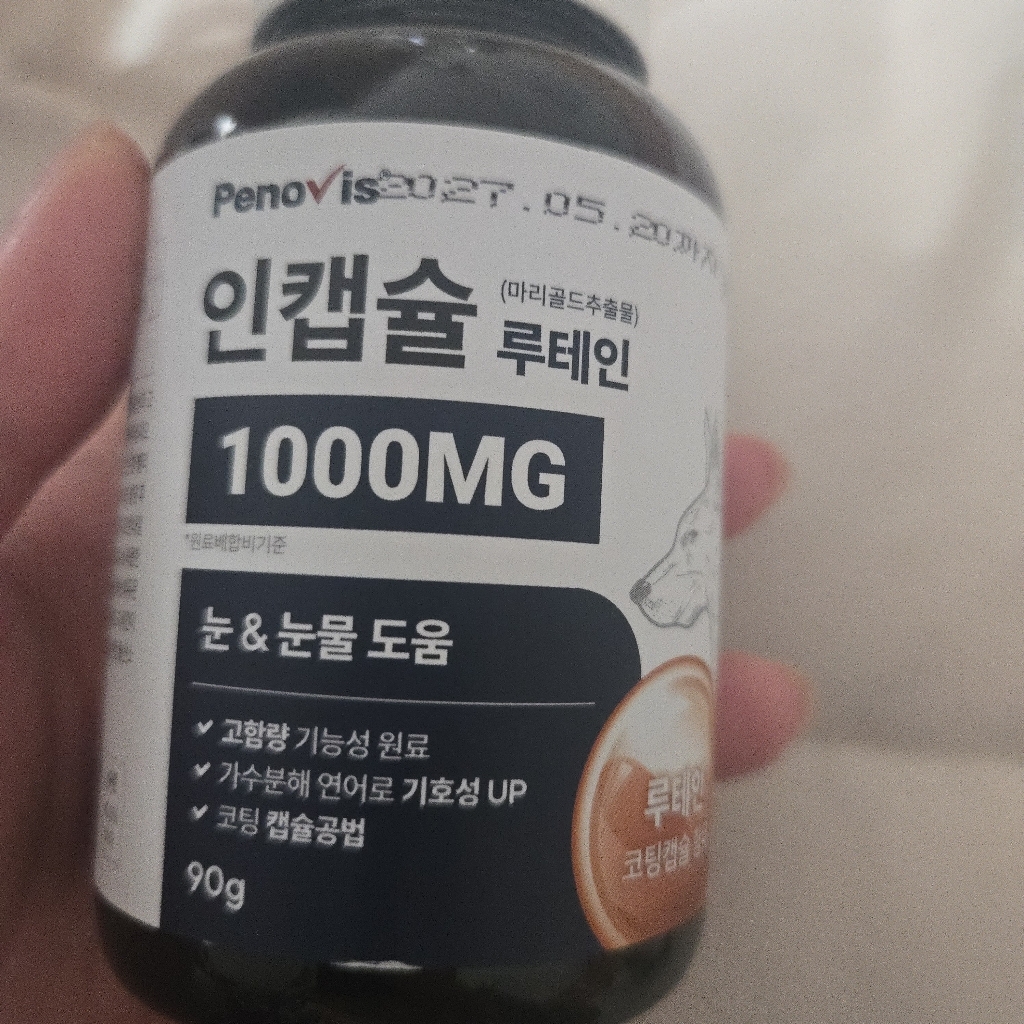 Penovis 2027.05.20까지
인캡슐
(마리골드추출물)
루테인
1000MG
*원료배합비기준
눈 & 눈물 도움
고함량 기능성 원료
가수분해 연어로 기호성 UP
코팅 캡슐공법
90g
루테인
코팅캡슐